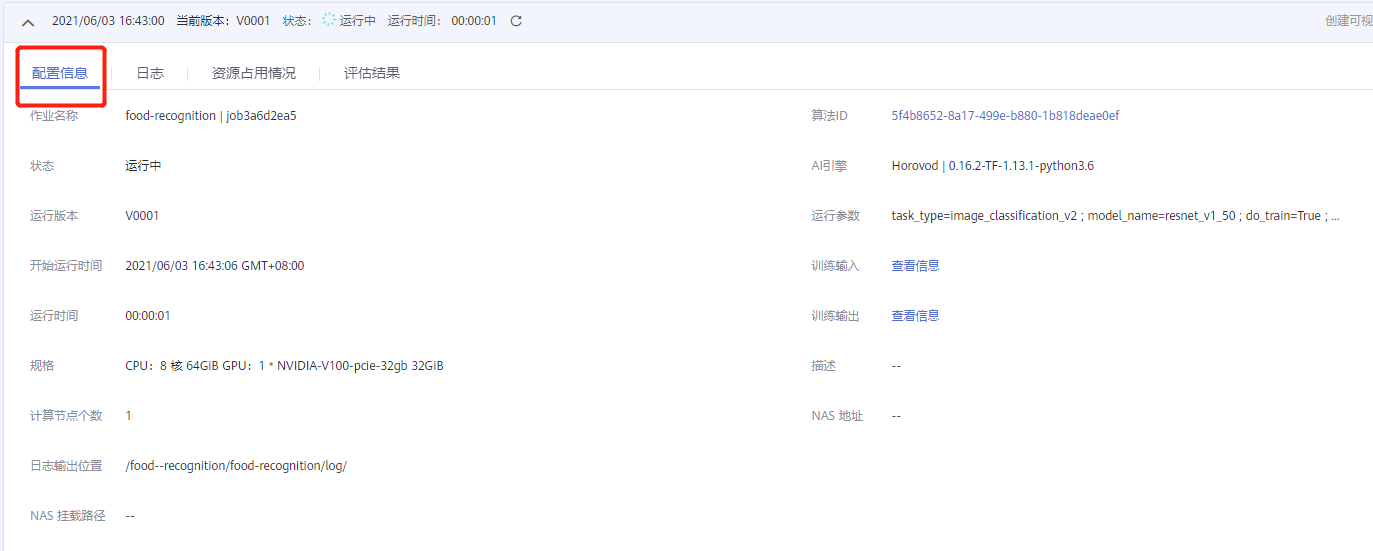 2021/06/03 16:43:00 当前版本：V0001 状态： 运行中 运行时间： 00:00:01 创建可视
配置信息 日志 资源占用情况 评估结果
作业名称 food-recognition | job3a6d2ea5 算法ID 5f4b8652-8a17-499e-b880-1b818deae0ef
状态 运行中 AI引擎 Horovod | 0.16.2-TF-1.13.1-python3.6
运行版本 V0001 运行参数 task_type=image_classification_v2 ; model_name=resnet_v1_50 ; do_train=True ; ...
开始运行时间 2021/06/03 16:43:06 GMT+08:00 训练输入 查看信息
运行时间 00:00:01 训练输出 查看信息
规格 CPU：8 核 64GiB GPU：1 * NVIDIA-V100-pcie-32gb 32GiB 描述 --
计算节点个数 1 NAS 地址 --
日志输出位置 /food--recognition/food-recognition/log/
NAS 挂载路径 --